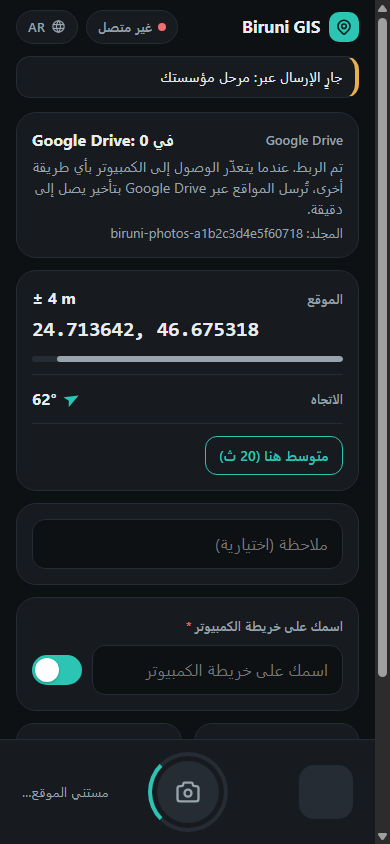 Biruni GIS
غير متصل
AR
جارٍ الإرسال عبر: مرحل مؤسستك
Google Drive
Google Drive: 0 في
تم الربط. عندما يتعذّر الوصول إلى الكمبيوتر بأي طريقة
أخرى، تُرسل المواقع عبر Google Drive بتأخير يصل إلى
دقيقة.
المجلد: biruni-photos-a1b2c3d4e5f60718
الموقع
± 4 m
24.713642, 46.675318
الاتجاه
62°
متوسط هنا (20 ث)
ملاحظة (اختيارية)
اسمك على خريطة الكمبيوتر *
اسمك على خريطة الكمبيوتر
مستني الموقع...